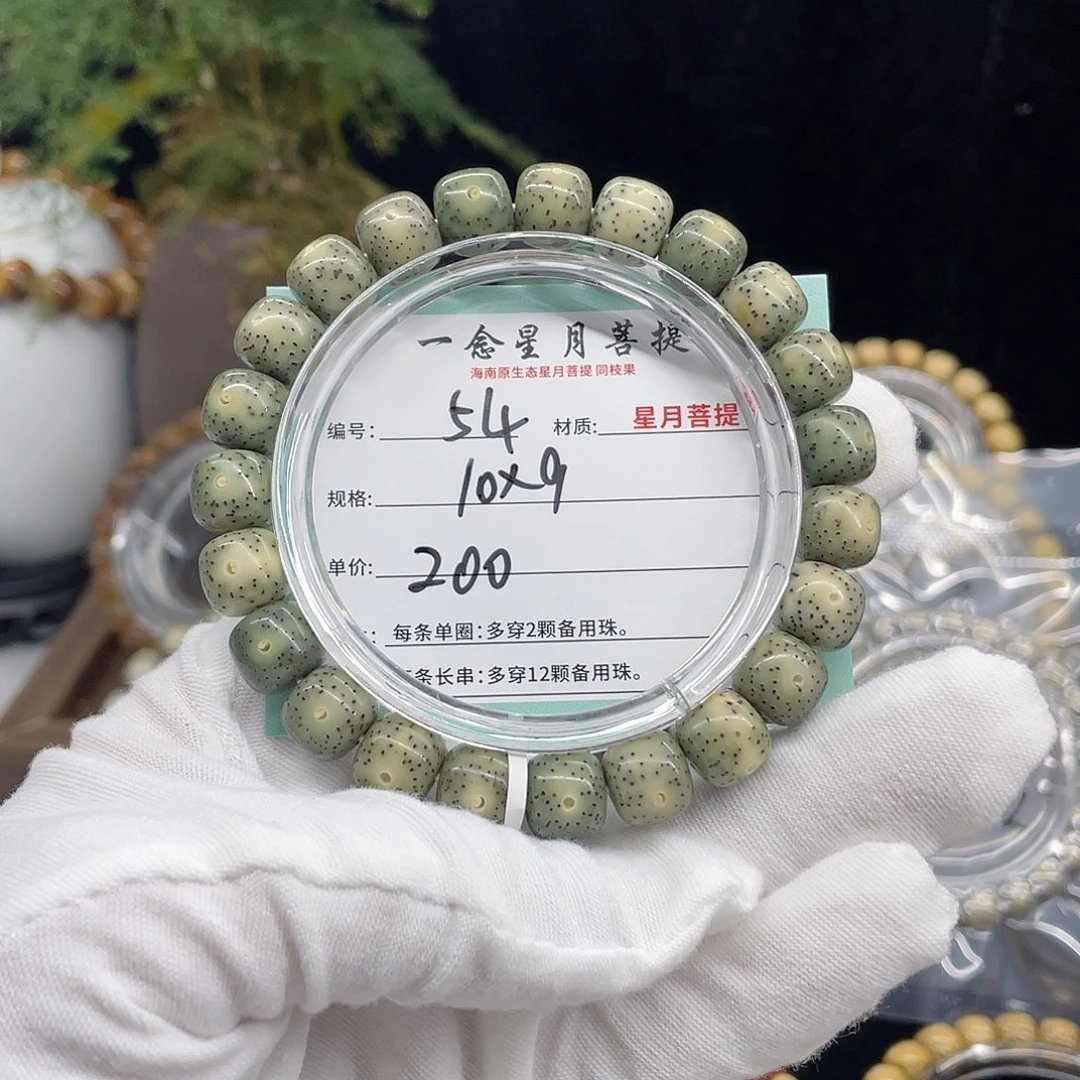 一念星月菩提
海南原生态星月菩提 同枝果
编号: 54 材质: 星月菩提
规格: 10×9
单价: 200
: 每条单圈:多穿2颗备用珠。
条长串:多穿12颗备用珠。